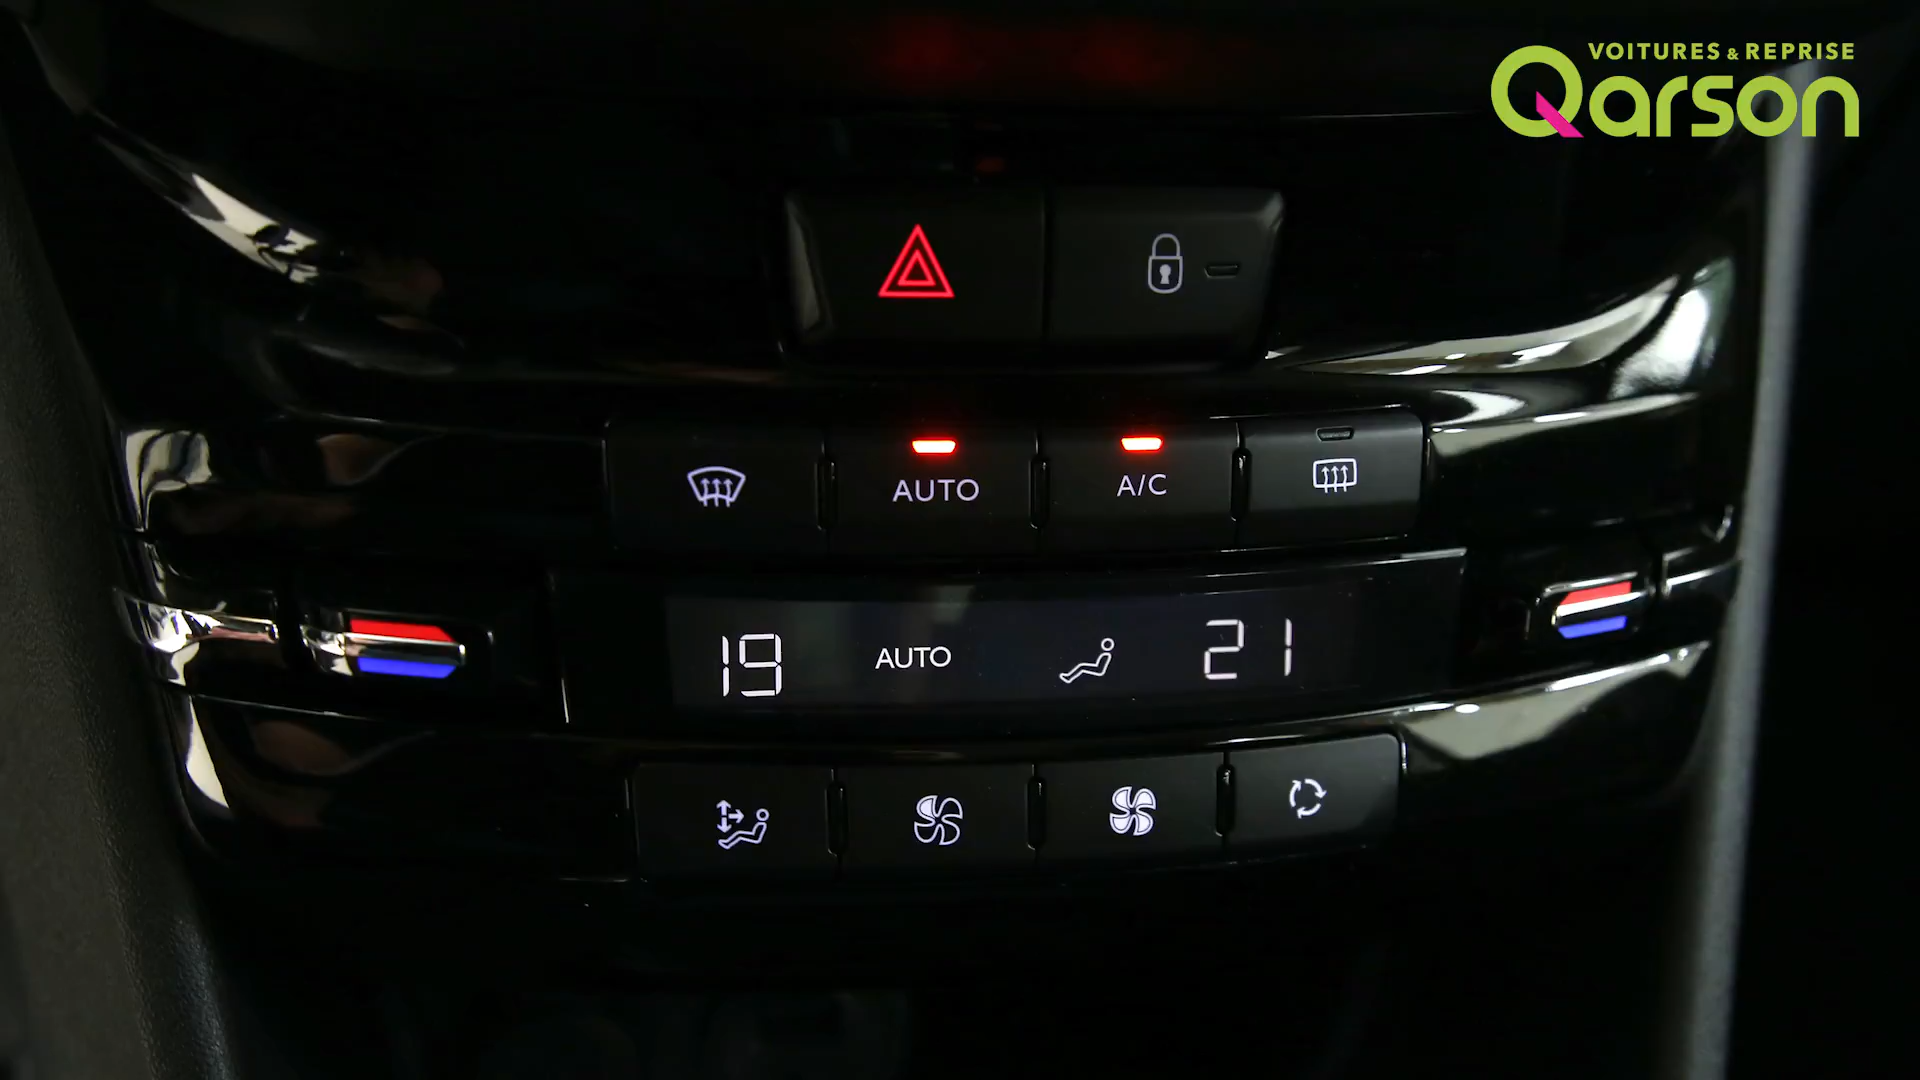 VOITURES & REPRISE
Qarson
AUTO
A/C
19 AUTO 21